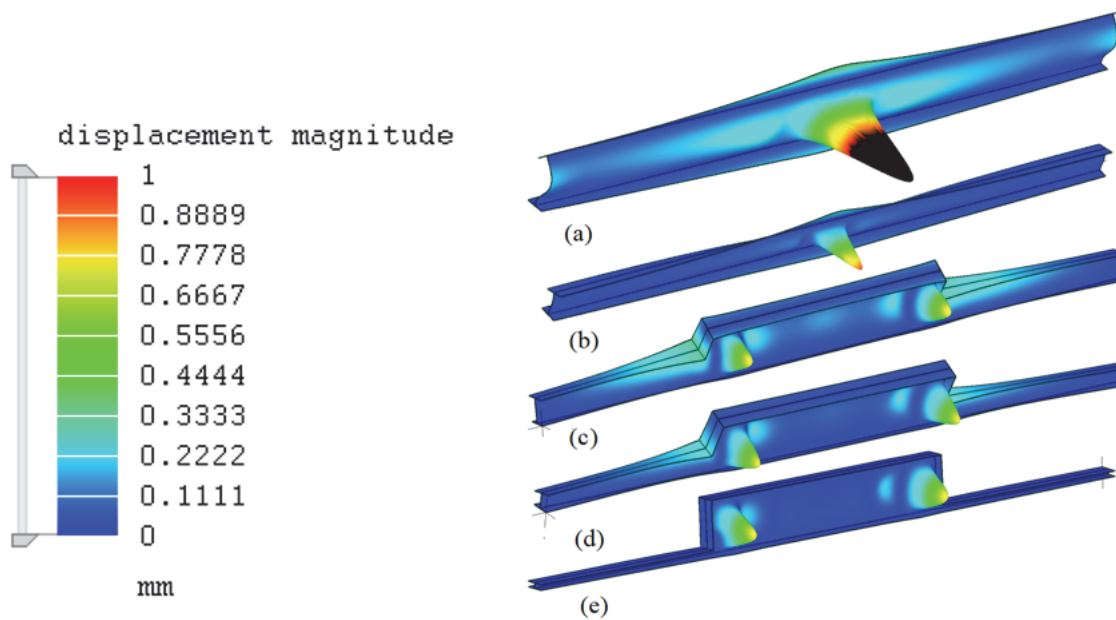 displacement magnitude
1
0.8889
0.7778
0.6667
0.5556
0.4444
0.3333
0.2222
0.1111
0
mm
(a)
(b)
(c)
(d)
(e)